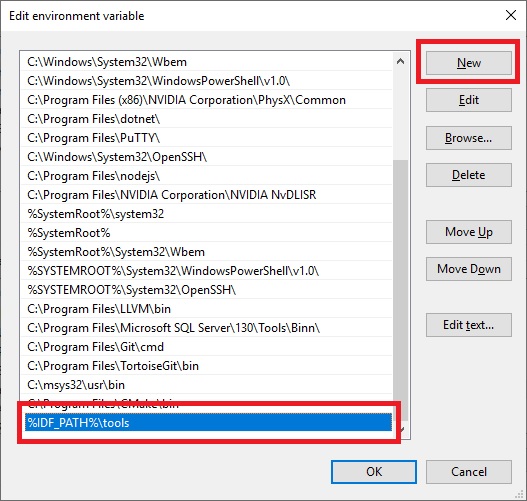 Edit environment variable
C:\Windows\System32\Wbem
C:\Windows\System32\WindowsPowerShell\v1.0\
C:\Program Files (x86)\NVIDIA Corporation\PhysX\Common
C:\Program Files\dotnet\
C:\Program Files\PuTTY\
C:\Windows\System32\OpenSSH\
C:\Program Files\nodejs\
C:\Program Files\NVIDIA Corporation\NVIDIA NvDLISR
%SystemRoot%\system32
%SystemRoot%
%SystemRoot%\System32\Wbem
%SYSTEMROOT%\System32\WindowsPowerShell\v1.0\
%SYSTEMROOT%\System32\OpenSSH\
C:\Program Files\LLVM\bin
C:\Program Files\Microsoft SQL Server\130\Tools\Binn\
C:\Program Files\Git\cmd
C:\Program Files\TortoiseGit\bin
C:\msys32\usr\bin
C:\Program Files\CMake\bin
%IDF_PATH%\tools
New
Edit
Browse...
Delete
Move Up
Move Down
Edit text...
OK
Cancel